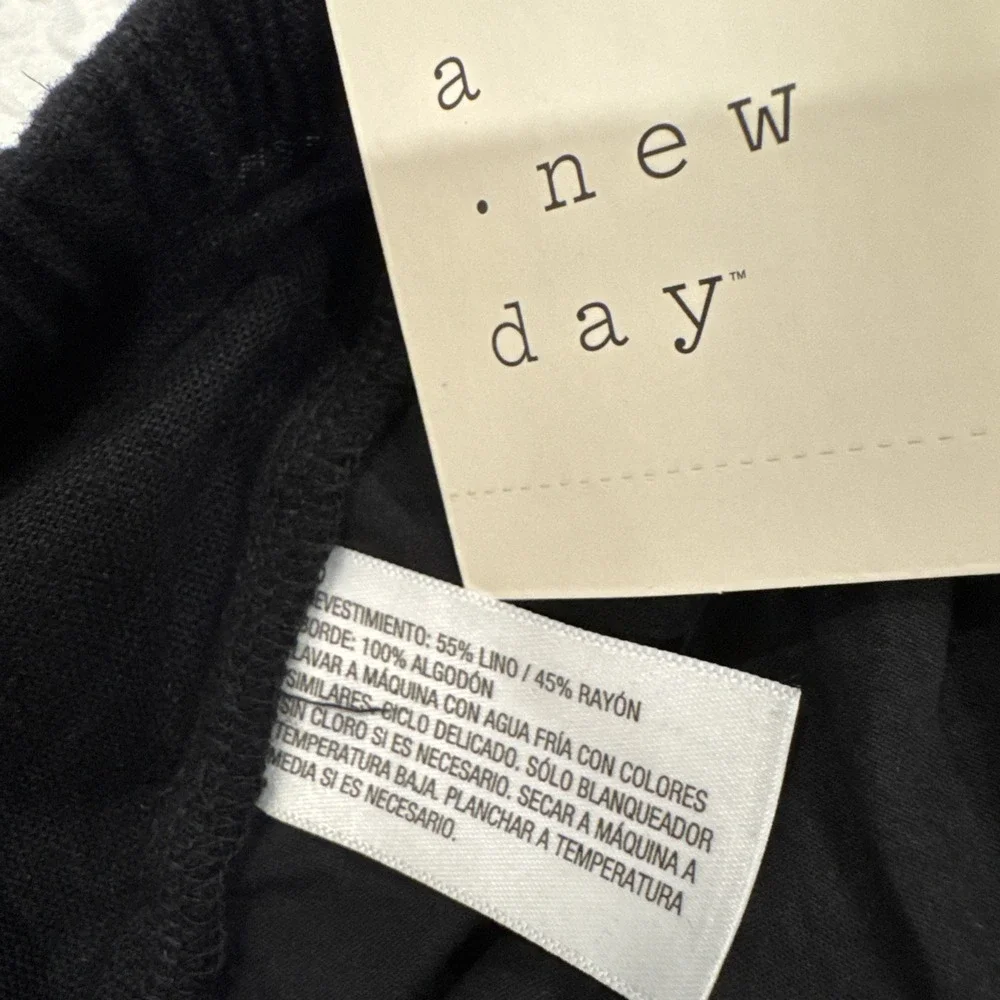 a
. new
day™
EVESTIMIENTO: 55% LINO / 45% RAYÓN
BORDE: 100% ALGODÓN
LAVAR A MÁQUINA CON AGUA FRÍA CON COLORES
SIMILARES. CICLO DELICADO. SÓLO BLANQUEADOR
SIN CLORO SI ES NECESARIO. SECAR A MÁQUINA A
TEMPERATURA BAJA. PLANCHAR A TEMPERATURA
MEDIA SI ES NECESARIO.